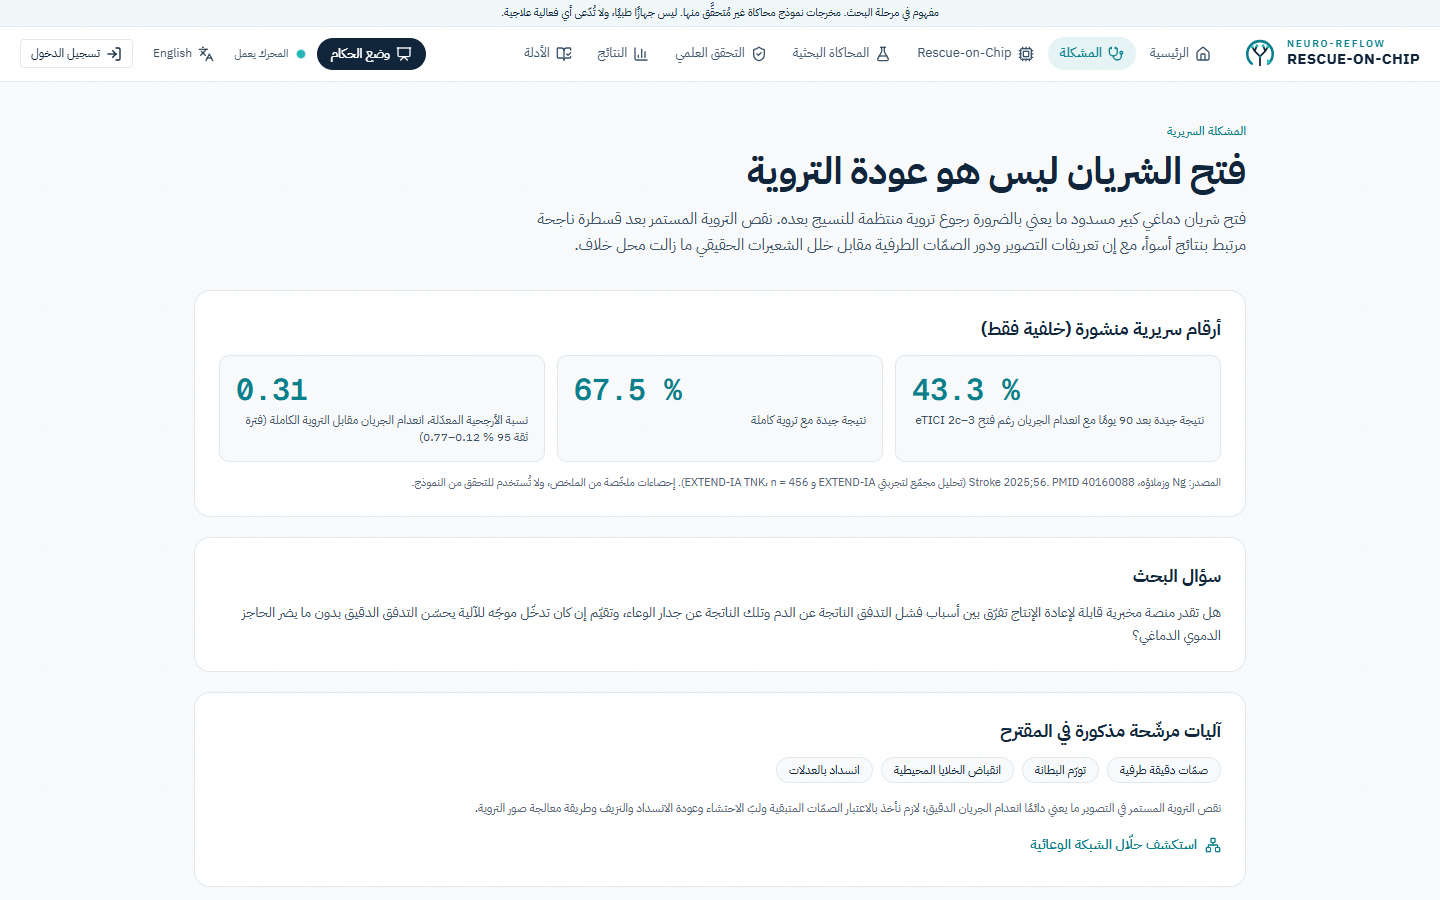 مفهوم في مرحلة البحث. مخرجات نموذج محاكاة غير مُتحقَّق منها. ليس جهازًا طبيًا، ولا تُدّعى أي فعالية علاجية.
NEURO-REFLOW
RESCUE-ON-CHIP
الرئيسية
المشكلة
Rescue-on-Chip
المحاكاة البحثية
التحقق العلمي
النتائج
الأدلة
وضع الحكام
المحرك يعمل
English
تسجيل الدخول
المشكلة السريرية
فتح الشريان ليس هو عودة التروية
فتح شريان دماغي كبير مسدود ما يعني بالضرورة رجوع تروية منتظمة للنسيج بعده. نقص التروية المستمر بعد قسطرة ناجحة
مرتبط بنتائج أسوأ، مع إن تعريفات التصوير ودور الصمّات الطرفية مقابل خلل الشعيرات الحقيقي ما زالت محل خلاف.
أرقام سريرية منشورة (خلفية فقط)
43.3 %
نتيجة جيدة بعد 90 يومًا مع انعدام الجريان رغم فتح eTICI 2c–3
67.5 %
نتيجة جيدة مع تروية كاملة
0.31
نسبة الأرجحية المعدّلة، انعدام الجريان مقابل التروية الكاملة (فترة
ثقة 95 % 0.12–0.77)
المصدر: Ng وزملاؤه، Stroke 2025;56. PMID 40160088 (تحليل مجمّع لتجربتي EXTEND-IA و EXTEND-IA TNK، n = 456). إحصاءات ملخّصة من الملخص، ولا تُستخدم للتحقق من النموذج.
سؤال البحث
هل تقدر منصة مخبرية قابلة لإعادة الإنتاج تفرّق بين أسباب فشل التدفق الناتجة عن الدم وتلك الناتجة عن جدار الوعاء، وتقيّم إن كان تدخّل موجّه للآلية يحسّن التدفق الدقيق بدون ما يضر الحاجز
الدموي الدماغي؟
آليات مرشّحة مذكورة في المقترح
صمّات دقيقة طرفية
تورّم البطانة
انقباض الخلايا المحيطية
انسداد بالعدلات
نقص التروية المستمر في التصوير ما يعني دائمًا انعدام الجريان الدقيق؛ لازم نأخذ بالاعتبار الصمّات المتبقية ولبّ الاحتشاء وعودة الانسداد والنزيف وطريقة معالجة صور التروية.
استكشف حلّال الشبكة الوعائية